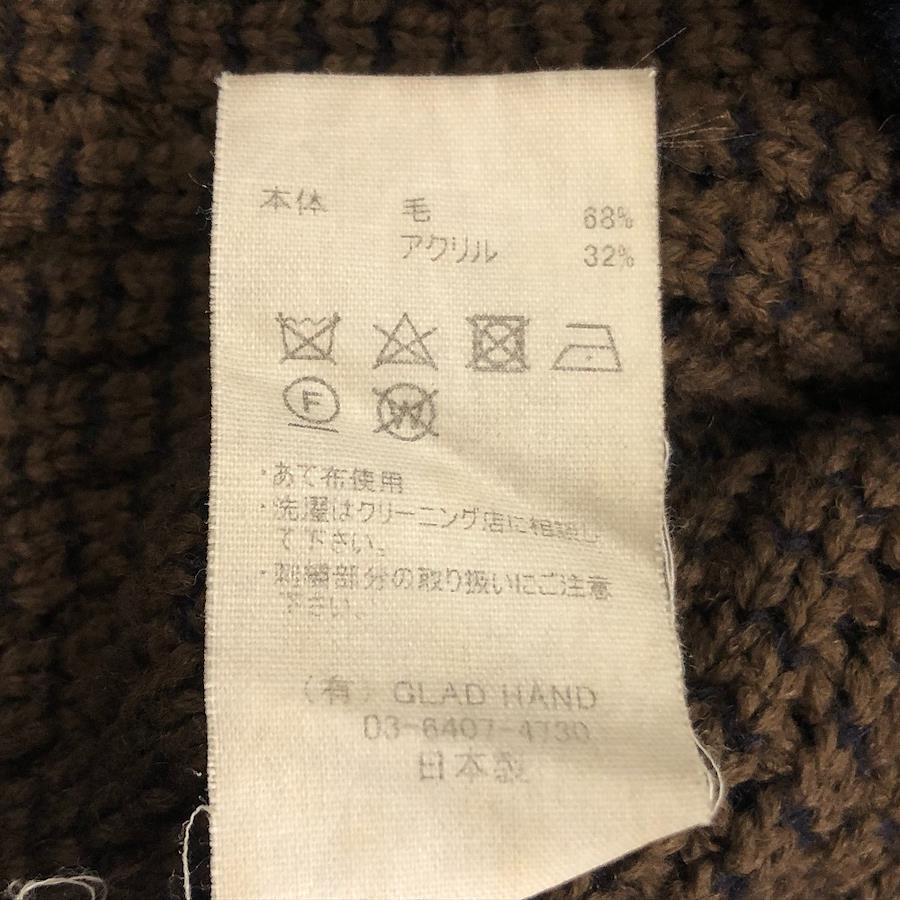 本体 毛 68%
アクリル 32%
F
W
・あて布使用
・洗濯はクリーニング店に相談し
て下さい。
・刺繍部分の取り扱いにご注意
下さい。
(有) GLAD HAND
03-6407-4730
日本製